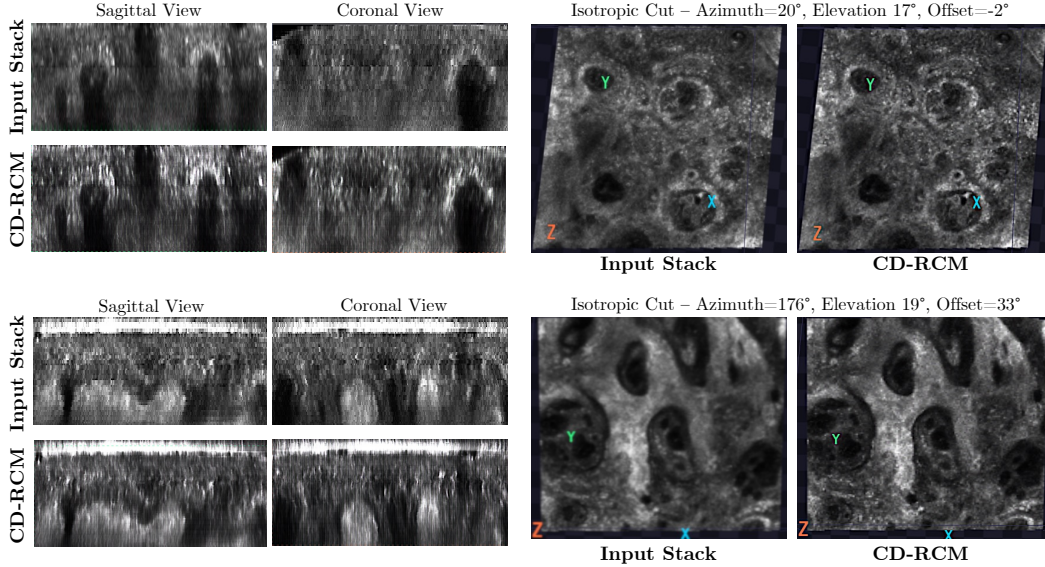 Sagittal View
Coronal View
Isotropic Cut – Azimuth=20°, Elevation 17°, Offset=-2°
Input Stack
CD-RCM
Y
X
Z
Y
X
Z
Input Stack
CD-RCM
Sagittal View
Coronal View
Isotropic Cut – Azimuth=176°, Elevation 19°, Offset=33°
Input Stack
CD-RCM
Y
Z
X
Y
Z
X
Input Stack
CD-RCM